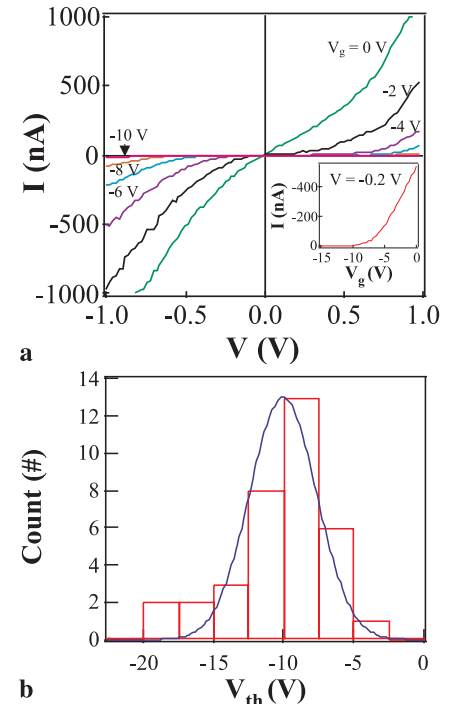 1000
500
0
-500
-1000
I (nA)
V_g = 0 V
-2 V
-4 V
-10 V
-8 V
-6 V
V = -0.2 V
I (nA)
-400
-200
0
-15 -10 -5 0
V_g (V)
-1.0 -0.5 0.0 0.5 1.0
V (V)
a
14
12
10
8
6
4
2
0
Count (#)
-20 -15 -10 -5 0
V_th (V)
b